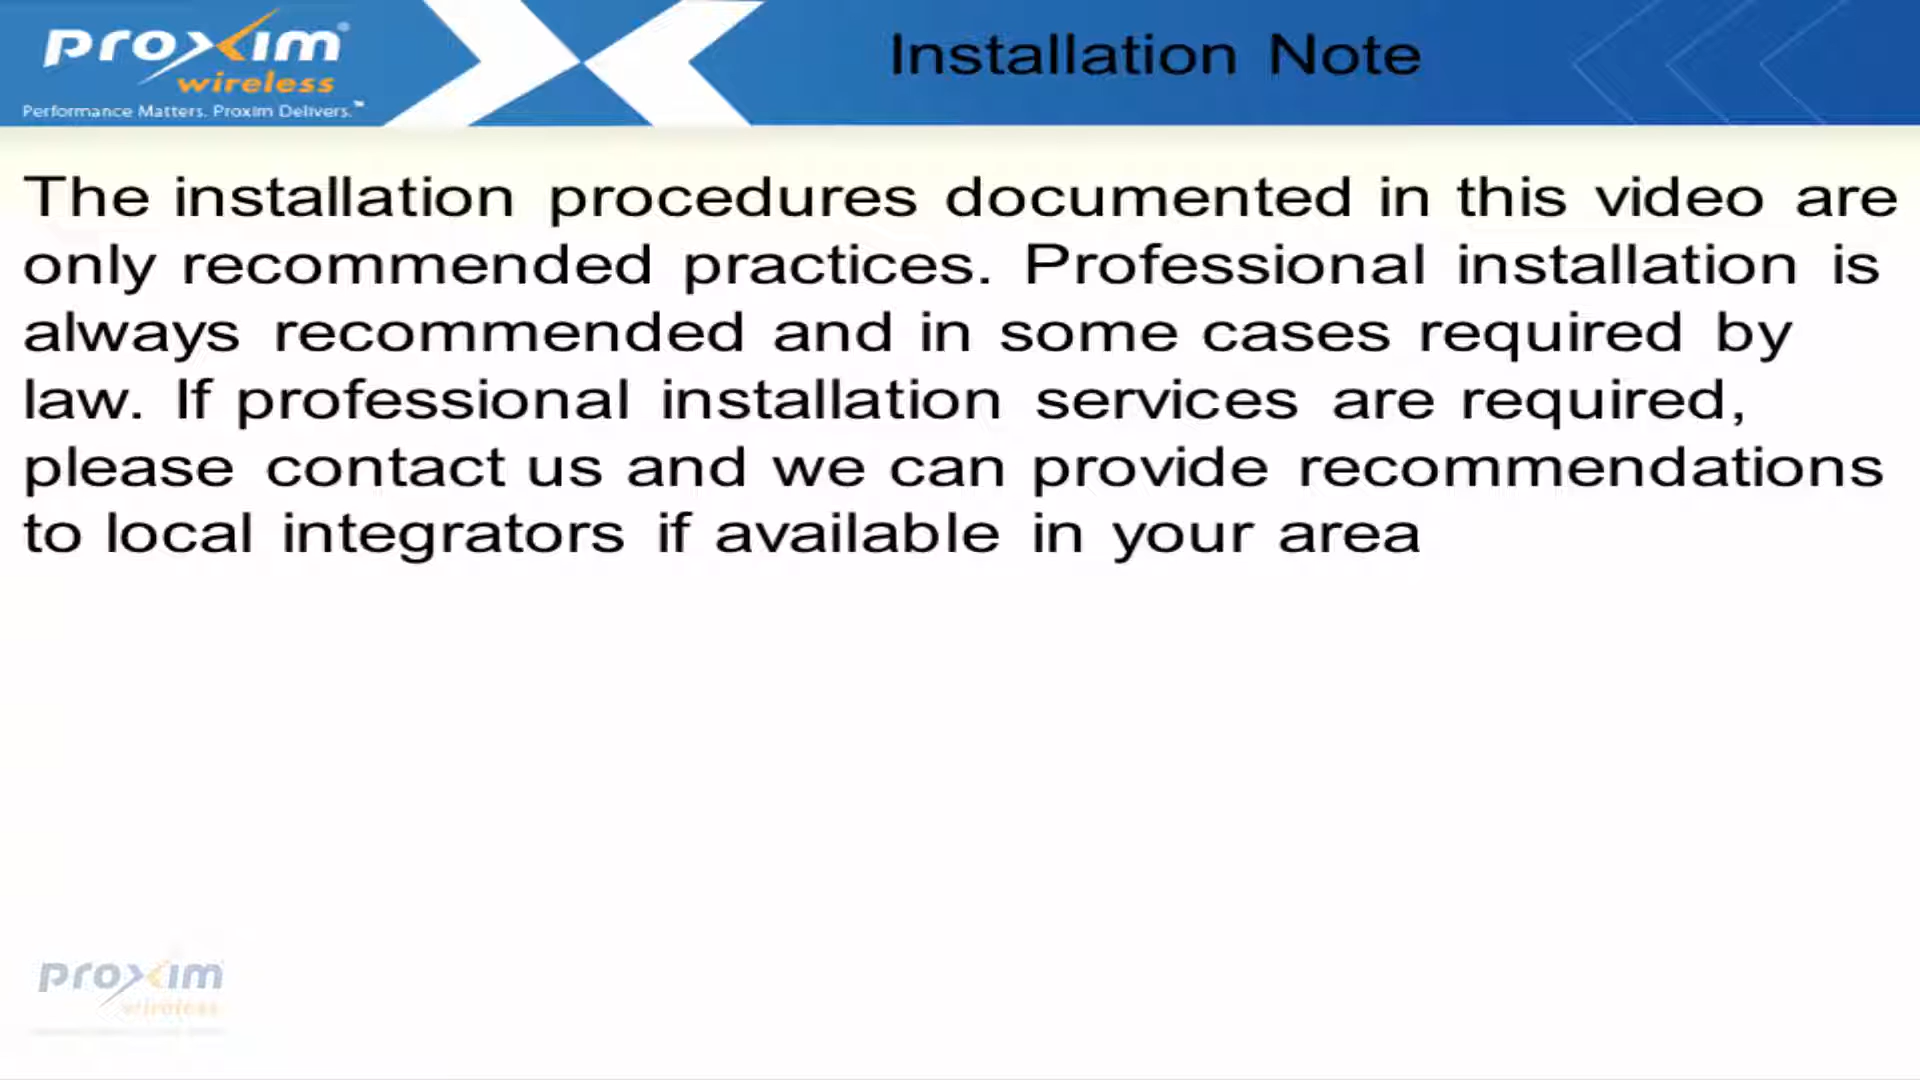 proxim®
wireless
Performance Matters. Proxim Delivers.™
Installation Note
The installation procedures documented in this video are
only recommended practices. Professional installation is
always recommended and in some cases required by
law. If professional installation services are required,
please contact us and we can provide recommendations
to local integrators if available in your area
proxim
wireless